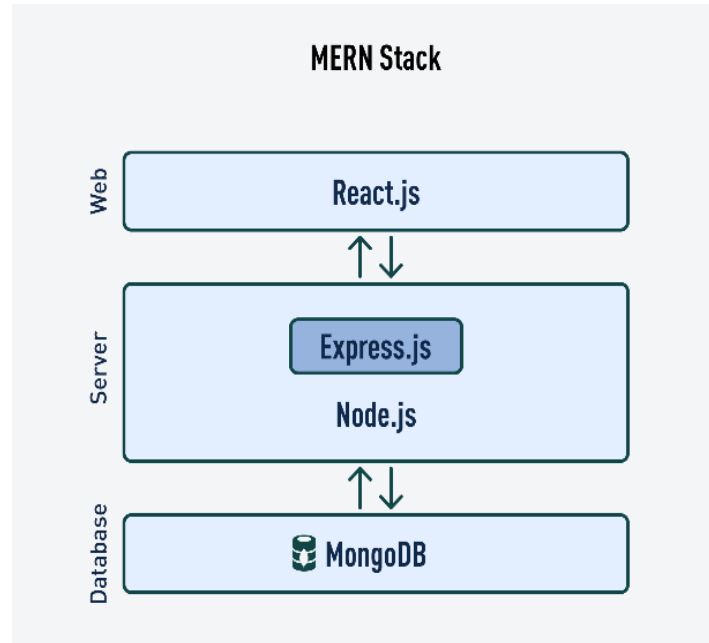 MERN Stack
Web
React.js
Server
Express.js
Node.js
Database
MongoDB